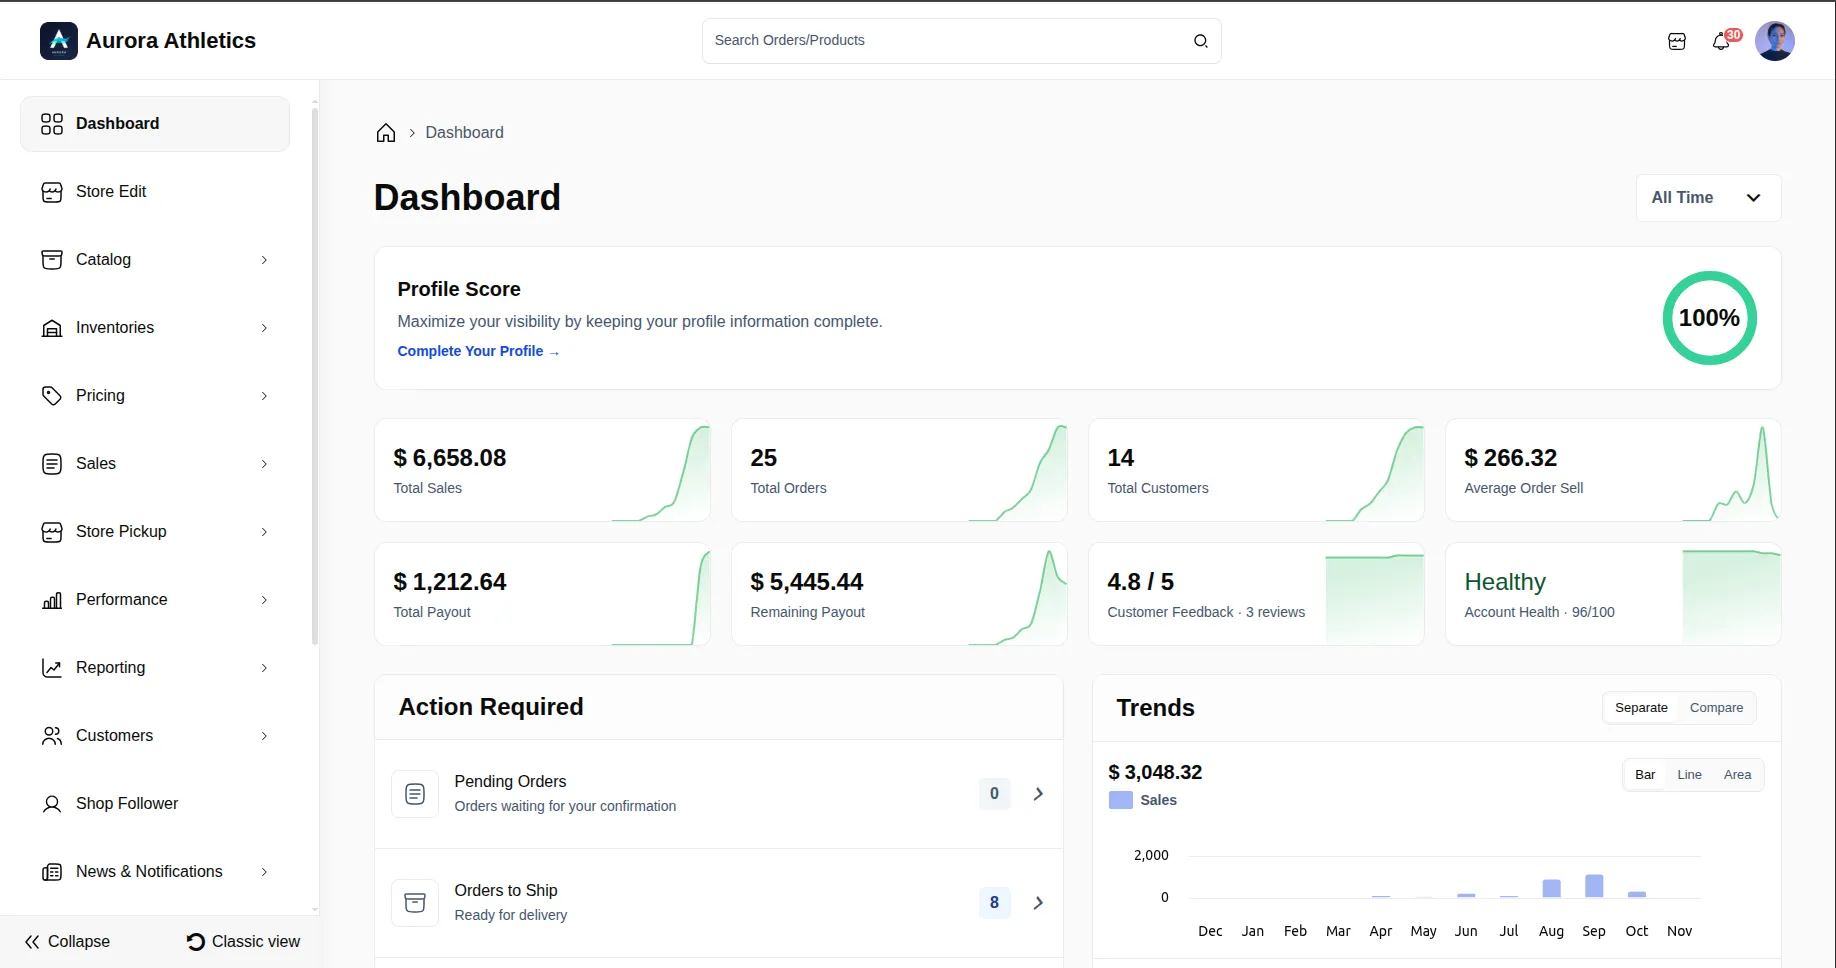 Aurora Athletics
Search Orders/Products
30
Dashboard
Store Edit
Catalog
Inventories
Pricing
Sales
Store Pickup
Performance
Reporting
Customers
Shop Follower
News & Notifications
Collapse
Classic view
Dashboard
Dashboard
All Time
Profile Score
Maximize your visibility by keeping your profile information complete.
Complete Your Profile →
100%
$ 6,658.08
Total Sales
25
Total Orders
14
Total Customers
$ 266.32
Average Order Sell
$ 1,212.64
Total Payout
$ 5,445.44
Remaining Payout
4.8 / 5
Customer Feedback · 3 reviews
Healthy
Account Health · 96/100
Action Required
Pending Orders
Orders waiting for your confirmation
0
Orders to Ship
Ready for delivery
8
Trends
Separate Compare
$ 3,048.32
Sales
Bar Line Area
2,000
0
Dec Jan Feb Mar Apr May Jun Jul Aug Sep Oct Nov